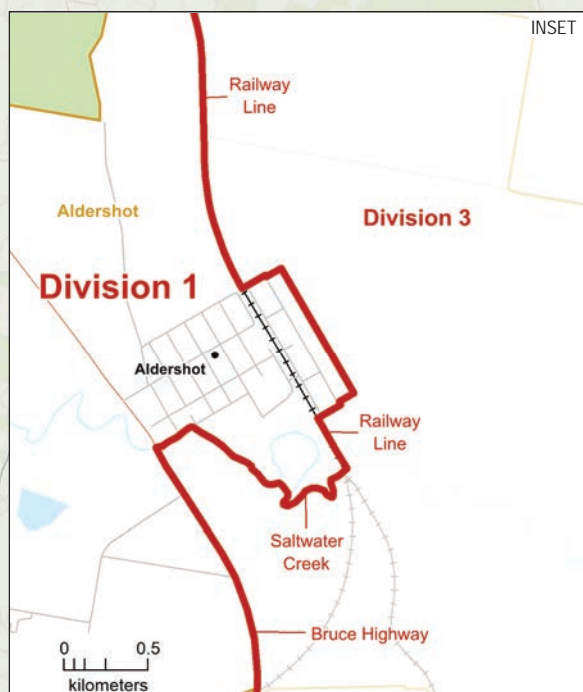 INSET
Railway
Line
Aldershot
Division 3
Division 1
Aldershot
Railway
Line
Saltwater
Creek
Bruce Highway
0 0.5
kilometers